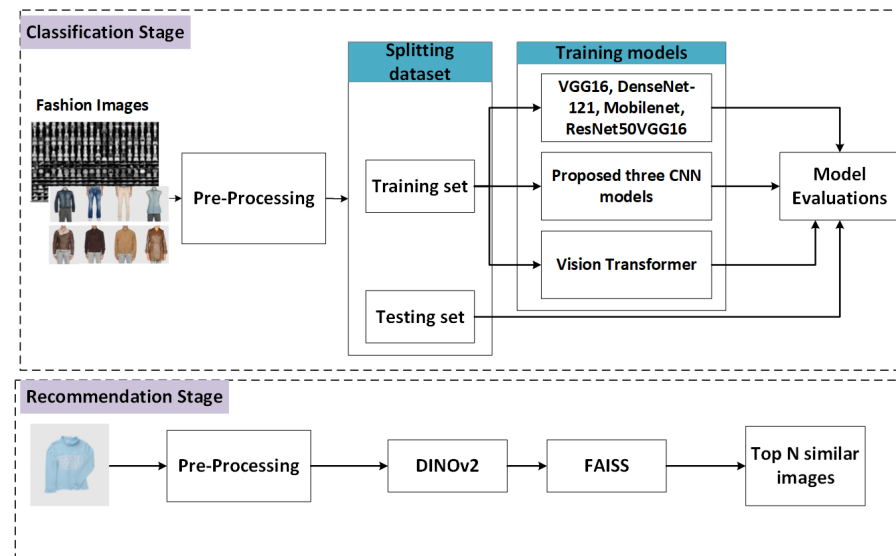 Classification Stage
Fashion Images
Pre-Processing
Splitting
dataset
Training set
Testing set
Training models
VGG16, DenseNet-
121, Mobilenet,
ResNet50VGG16
Proposed three CNN
models
Vision Transformer
Model
Evaluations
Recommendation Stage
Pre-Processing
DINOv2
FAISS
Top N similar
images